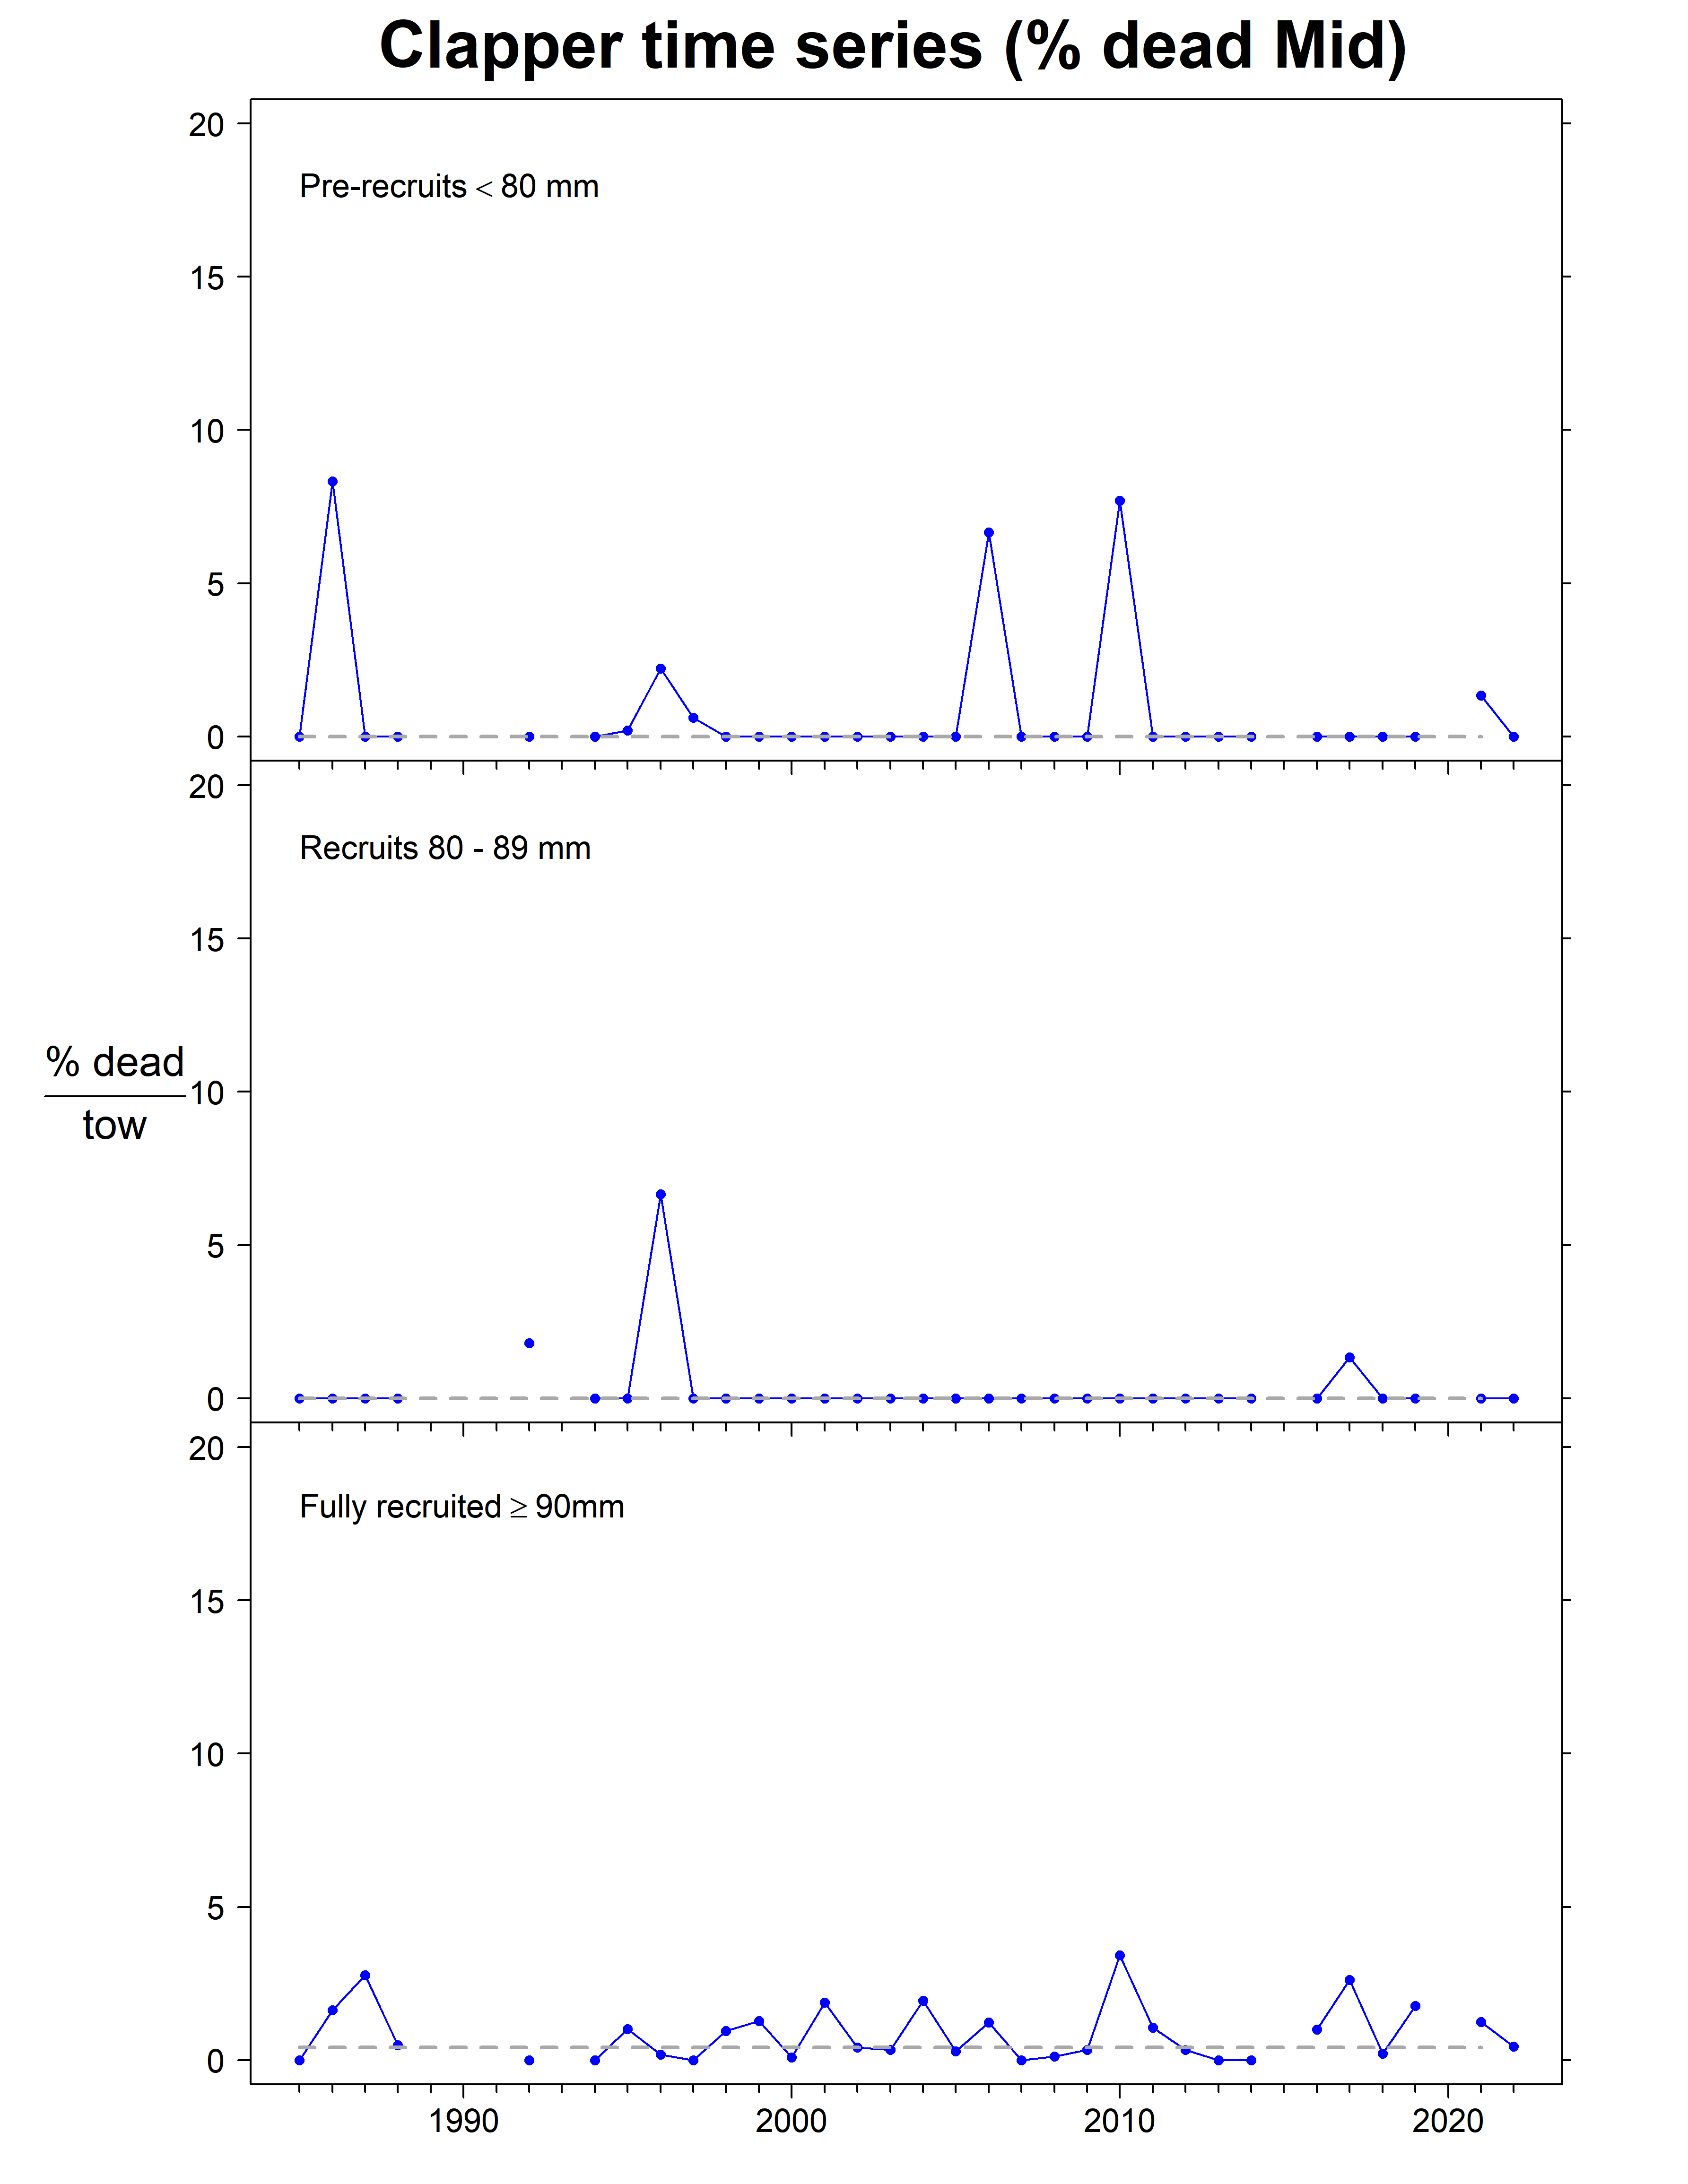 Clapper time series (% dead Mid)
20
Pre-recruits < 80 mm
15
10
5
0
20
Recruits 80 - 89 mm
15
% dead
tow
10
5
0
20
Fully recruited ≥ 90mm
15
10
5
0
1990 2000 2010 2020